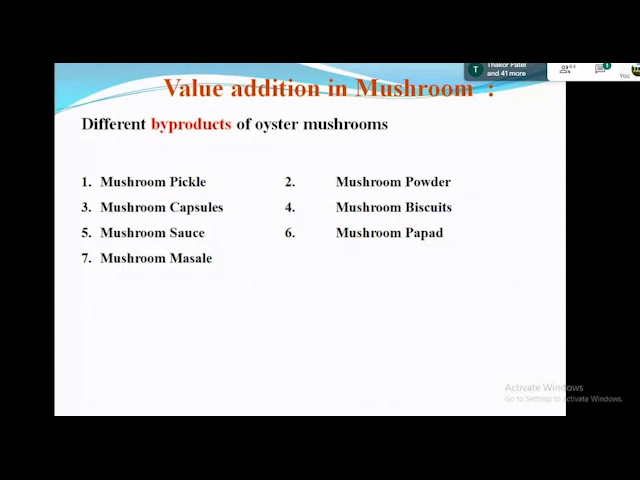 Thakor Patel
and 41 more
44
1
You
Value addition in Mushroom :
Different byproducts of oyster mushrooms
1. Mushroom Pickle 2. Mushroom Powder
3. Mushroom Capsules 4. Mushroom Biscuits
5. Mushroom Sauce 6. Mushroom Papad
7. Mushroom Masale
Activate Windows
Go to Settings to activate Windows.